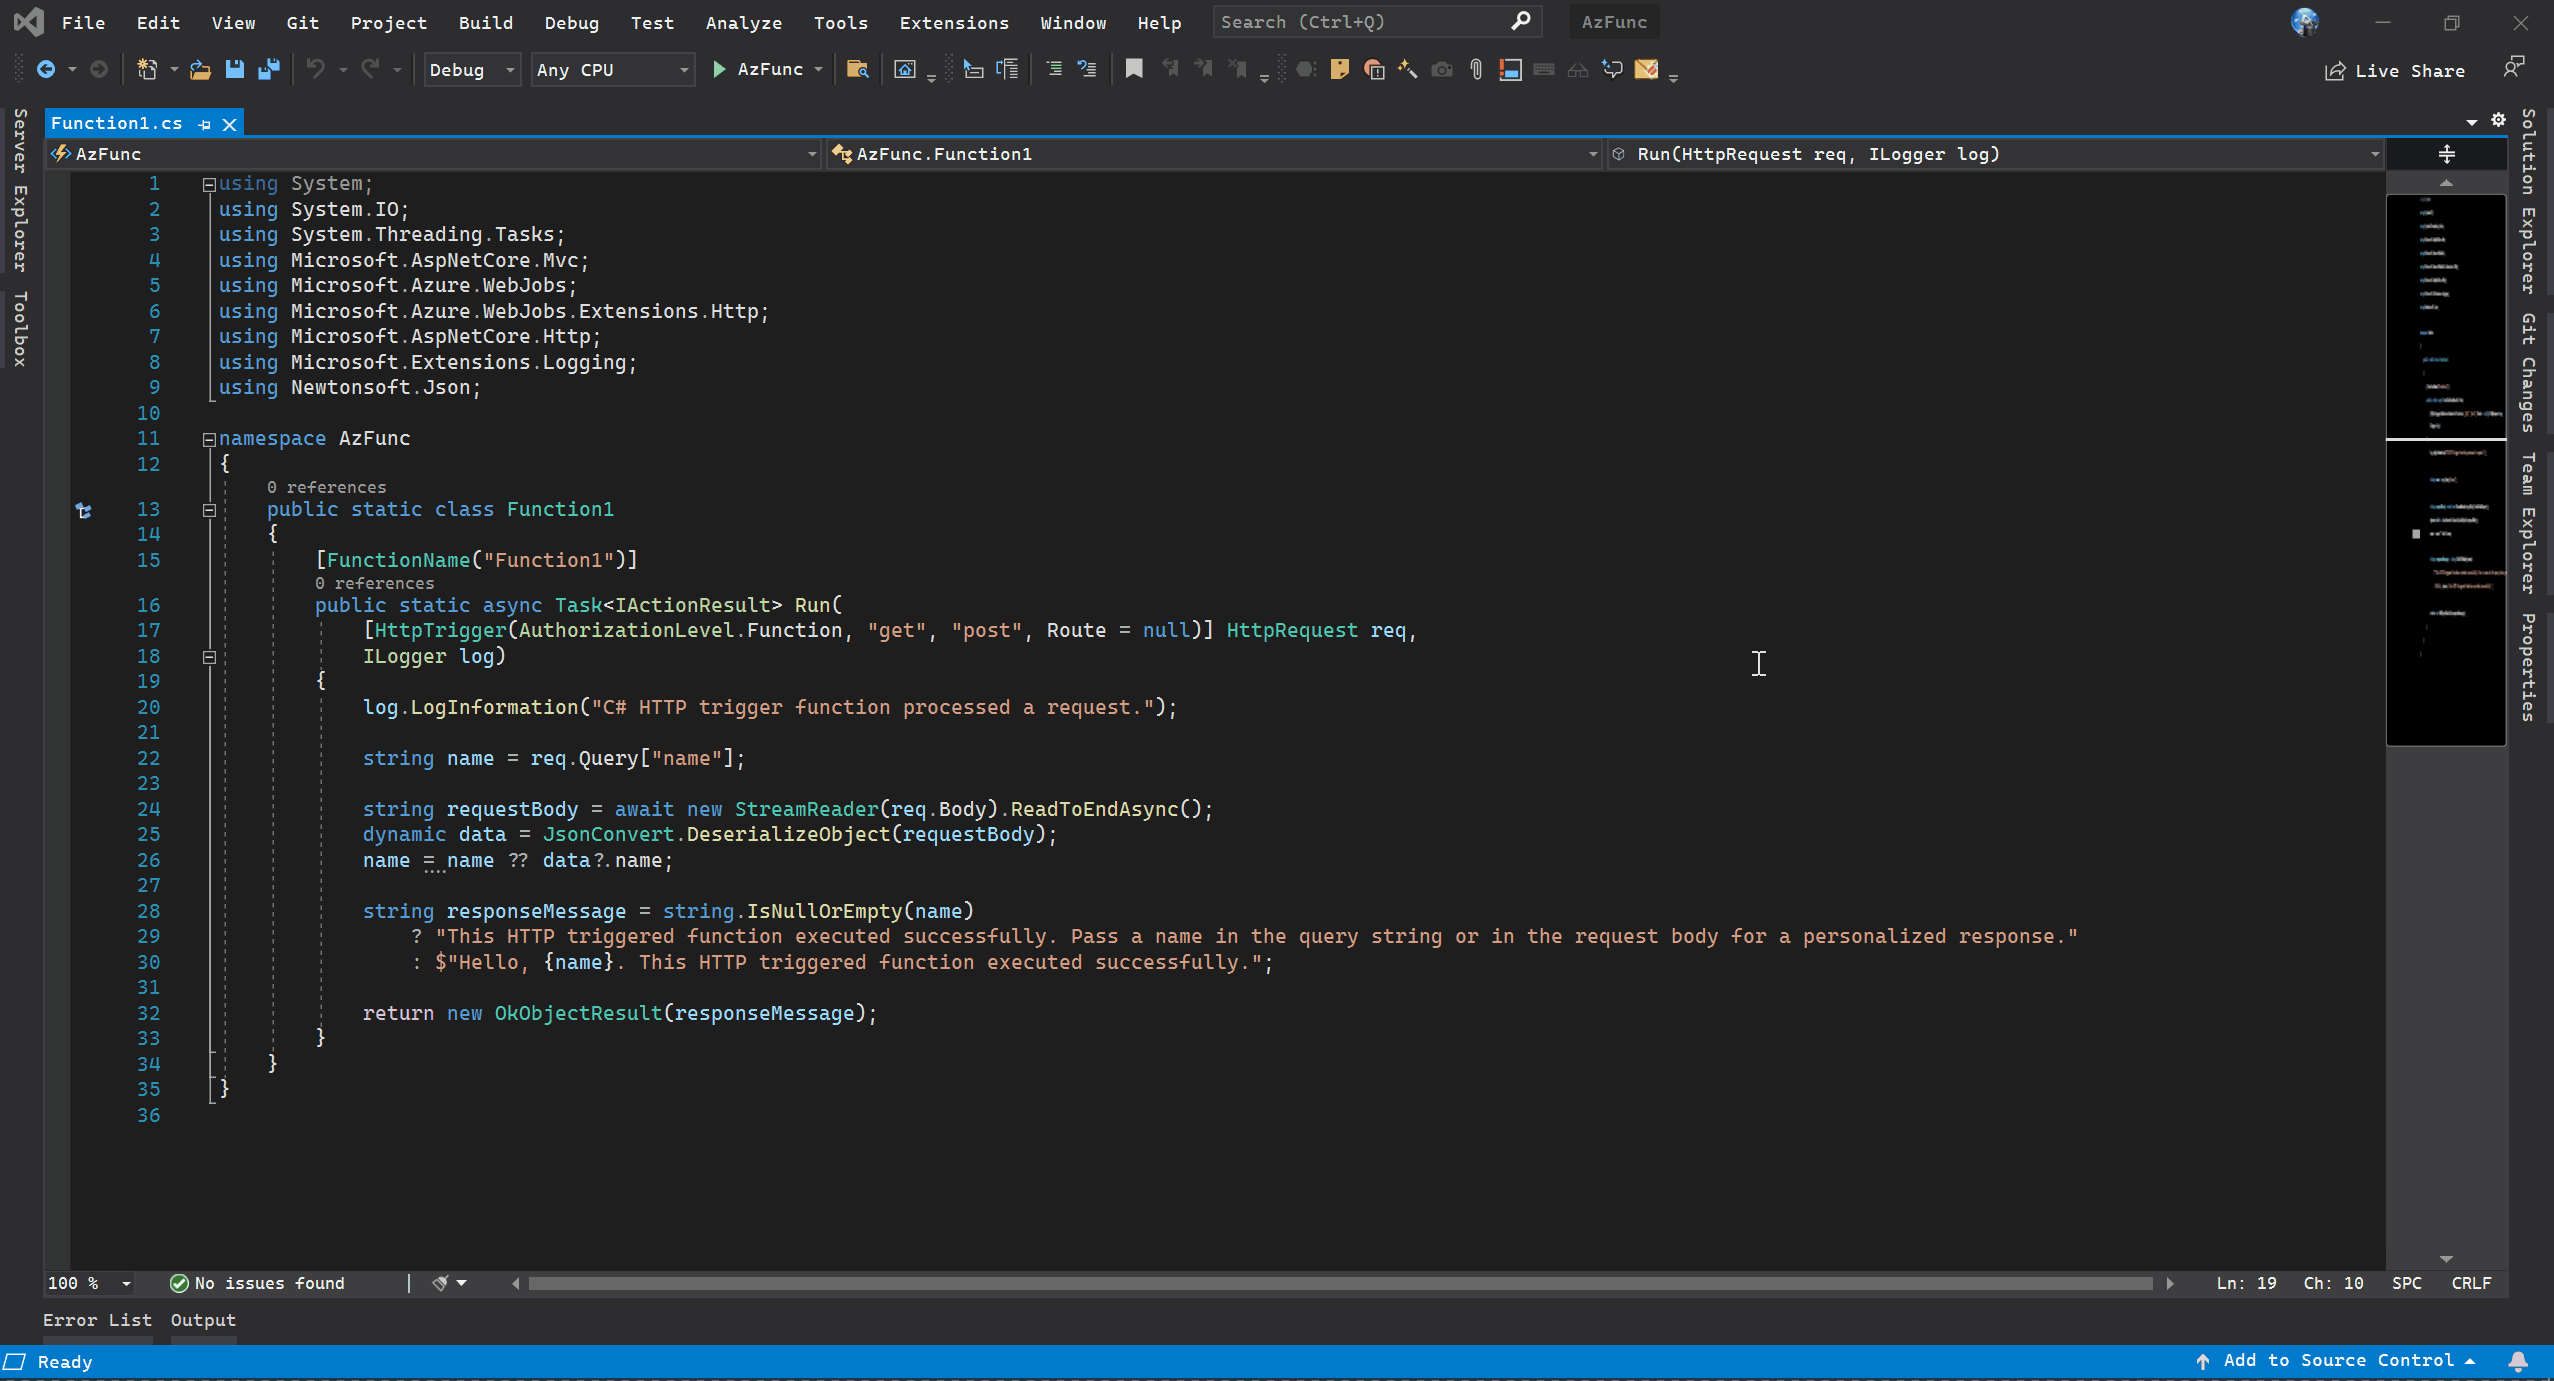 File Edit View Git Project Build Debug Test Analyze Tools Extensions Window Help Search (Ctrl+Q) AzFunc
Debug Any CPU AzFunc Live Share
Server Explorer
Toolbox
Function1.cs
AzFunc AzFunc.Function1 Run(HttpRequest req, ILogger log)
1 using System;
2 using System.IO;
3 using System.Threading.Tasks;
4 using Microsoft.AspNetCore.Mvc;
5 using Microsoft.Azure.WebJobs;
6 using Microsoft.Azure.WebJobs.Extensions.Http;
7 using Microsoft.AspNetCore.Http;
8 using Microsoft.Extensions.Logging;
9 using Newtonsoft.Json;
10
11 namespace AzFunc
12 {
0 references
13 public static class Function1
14 {
15 [FunctionName("Function1")]
0 references
16 public static async Task<IActionResult> Run(
17 [HttpTrigger(AuthorizationLevel.Function, "get", "post", Route = null)] HttpRequest req,
18 ILogger log)
19 {
20 log.LogInformation("C# HTTP trigger function processed a request.");
21
22 string name = req.Query["name"];
23
24 string requestBody = await new StreamReader(req.Body).ReadToEndAsync();
25 dynamic data = JsonConvert.DeserializeObject(requestBody);
26 name = name ?? data?.name;
27
28 string responseMessage = string.IsNullOrEmpty(name)
29 ? "This HTTP triggered function executed successfully. Pass a name in the query string or in the request body for a personalized response."
30 : $"Hello, {name}. This HTTP triggered function executed successfully.";
31
32 return new OkObjectResult(responseMessage);
33 }
34 }
35 }
36
Solution Explorer
Git Changes
Team Explorer
Properties
100 % No issues found Ln: 19 Ch: 10 SPC CRLF
Error List Output
Ready Add to Source Control